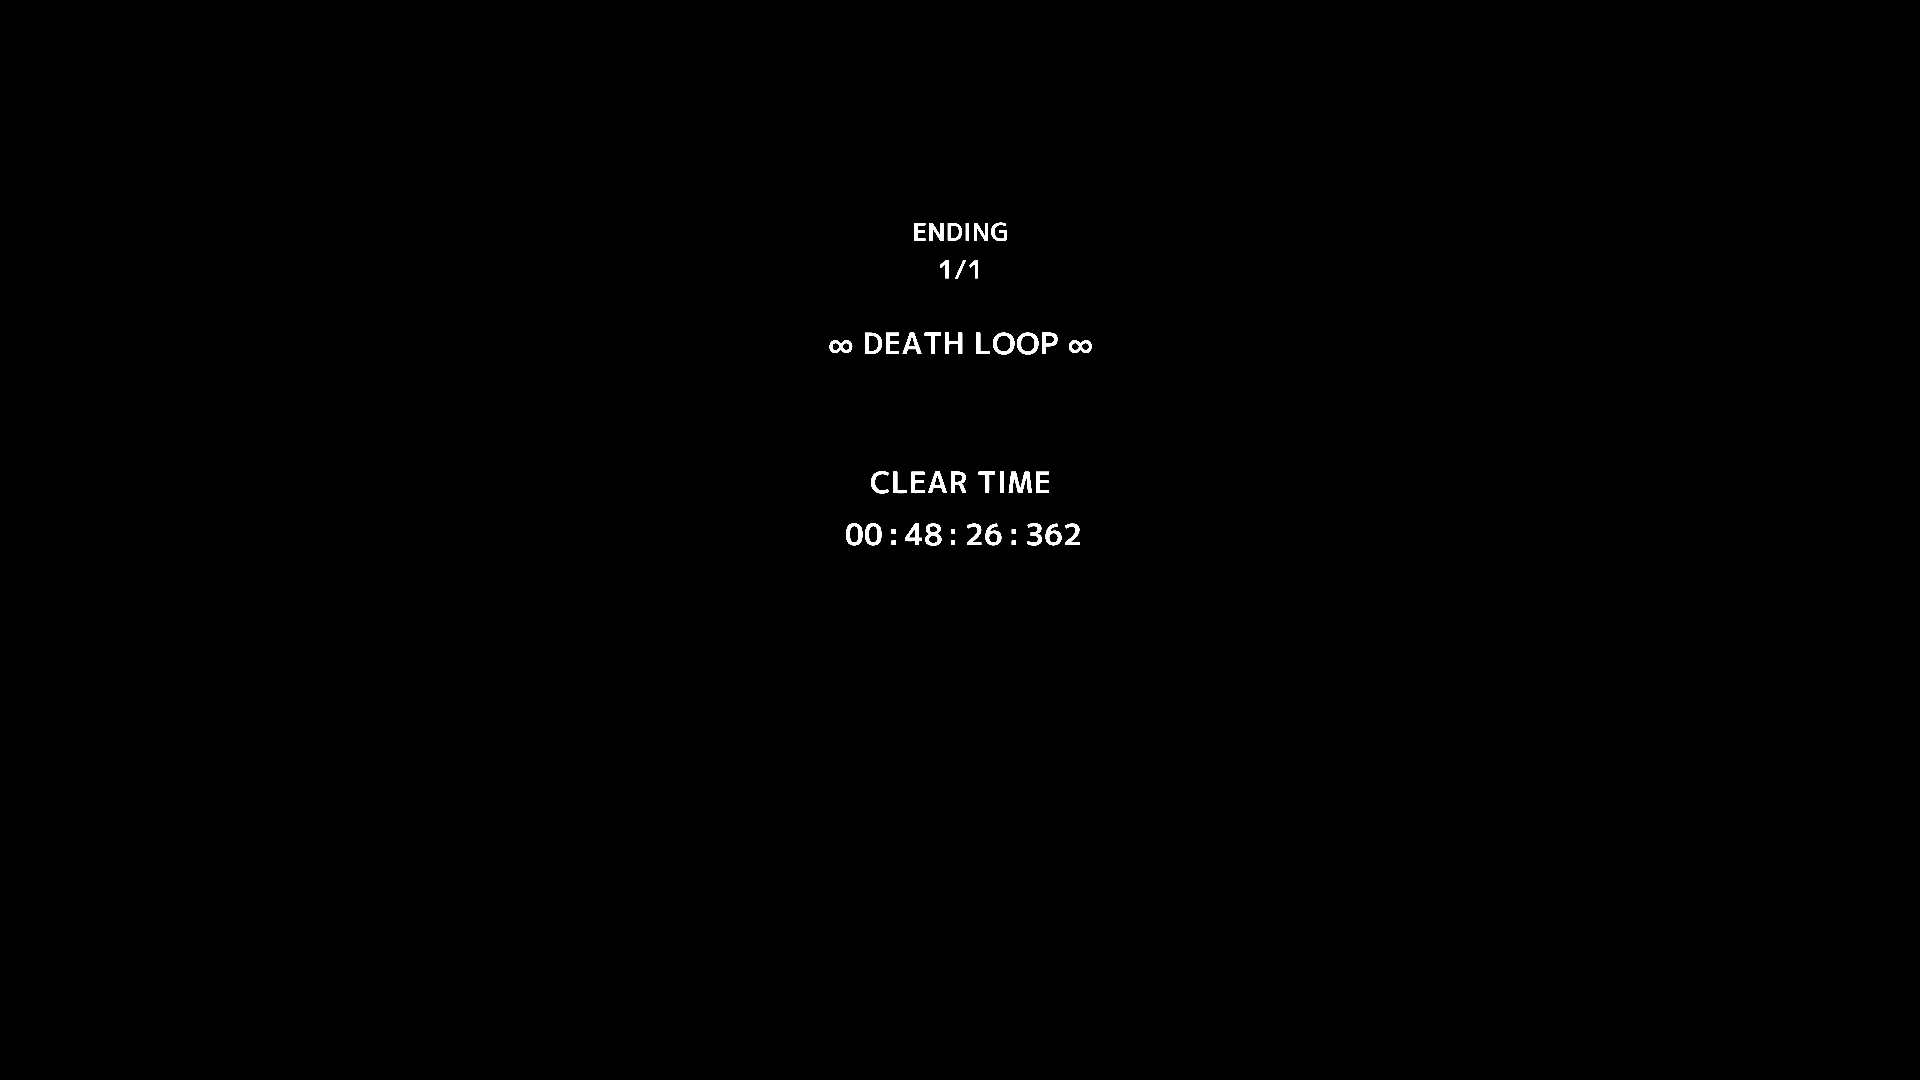 ENDING
1/1
∞ DEATH LOOP ∞
CLEAR TIME
00:48:26:362